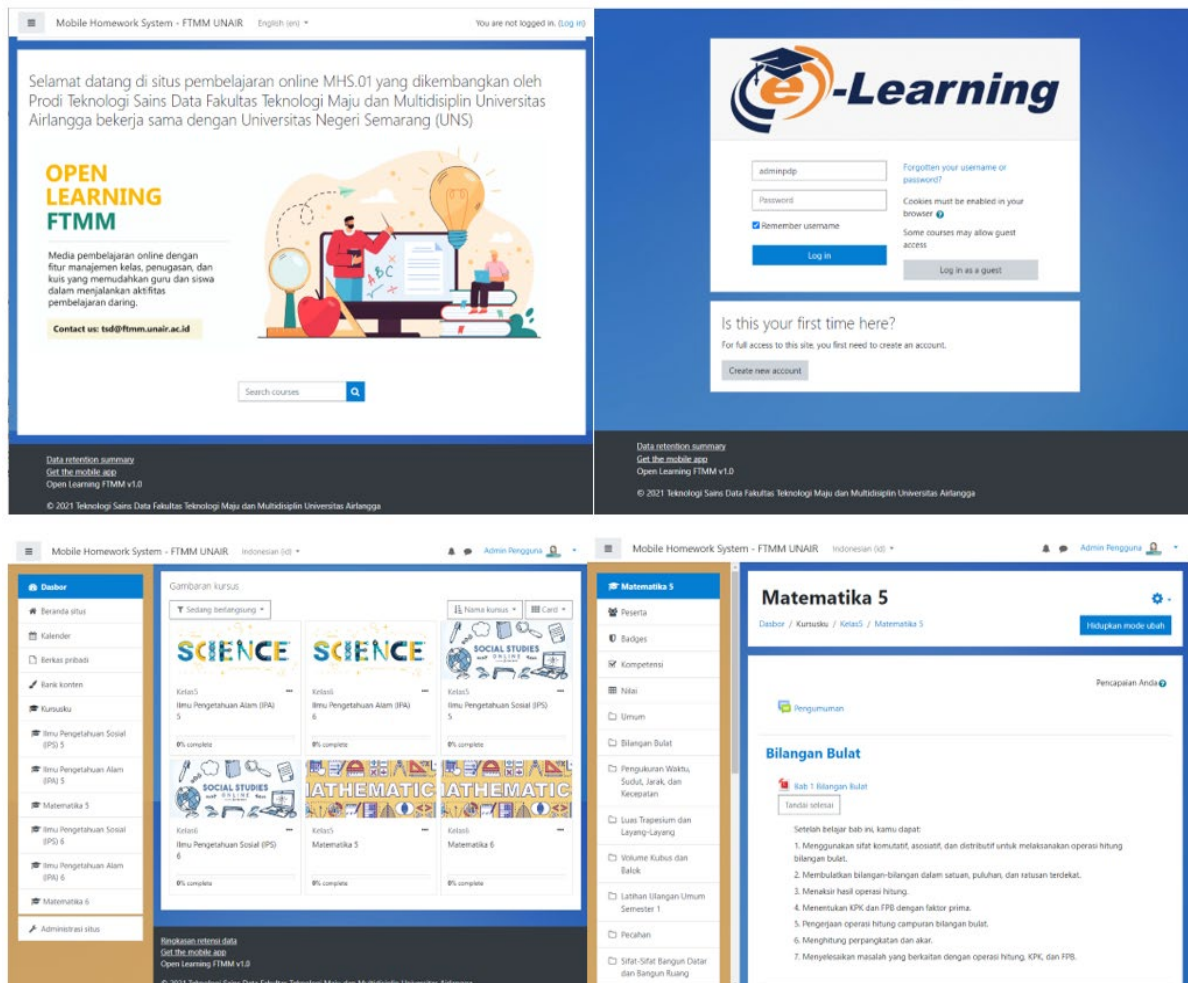 Mobile Homework System - FTMM UNAIR English (en)
You are not logged in. (Log in)
Selamat datang di situs pembelajaran online MHS.01 yang dikembangkan oleh
Prodi Teknologi Sains Data Fakultas Teknologi Maju dan Multidisiplin Universitas
Airlangga bekerja sama dengan Universitas Negeri Semarang (UNS)
OPEN
LEARNING
FTMM
Media pembelajaran online dengan
fitur manajemen kelas, penugasan, dan
kuis yang memudahkan guru dan siswa
dalam menjalankan aktifitas
pembelajaran daring.
Contact us: tsd@ftmm.unair.ac.id
ABC
Search courses
Data retention summary
Get the mobile app
Open Learning FTMM v1.0
© 2021 Teknologi Sains Data Fakultas Teknologi Maju dan Multidisiplin Universitas Airlangga
e-Learning
adminpdp
Password
Remember username
Log in
Forgotten your username or
password?
Cookies must be enabled in your
browser
Some courses may allow guest
access
Log in as a guest
Is this your first time here?
For full access to this site, you first need to create an account.
Create new account
Data retention summary
Get the mobile app
Open Learning FTMM v1.0
© 2021 Teknologi Sains Data Fakultas Teknologi Maju dan Multidisiplin Universitas Airlangga
Mobile Homework System - FTMM UNAIR Indonesian (id)
Admin Pengguna
Dasbor
Beranda situs
Kalender
Berkas pribadi
Bank konten
Kursusku
Ilmu Pengetahuan Sosial
(IPS) 5
Ilmu Pengetahuan Alam
(IPA) 5
Matematika 5
Ilmu Pengetahuan Sosial
(IPS) 6
Ilmu Pengetahuan Alam
(IPA) 6
Matematika 6
Administrasi situs
Gambaran kursus
Sedang berlangsung
Nama kursus
Card
SCIENCE
Kelas5
Ilmu Pengetahuan Alam (IPA)
5
0% complete
SCIENCE
Kelas6
Ilmu Pengetahuan Alam (IPA)
6
0% complete
SOCIAL STUDIES
ONLINE
Kelas5
Ilmu Pengetahuan Sosial (IPS)
5
0% complete
SOCIAL STUDIES
ONLINE
Kelas6
Ilmu Pengetahuan Sosial (IPS)
6
0% complete
MATHEMATIC
Kelas5
Matematika 5
0% complete
MATHEMATIC
Kelas6
Matematika 6
0% complete
Ringkasan retensi data
Get the mobile app
Open Learning FTMM v1.0
© 2021 Teknologi Sains Data Fakultas Teknologi Maju dan Multidisiplin Universitas Airlangga
Mobile Homework System - FTMM UNAIR Indonesian (id)
Admin Pengguna
Matematika 5
Peserta
Badges
Kompetensi
Nilai
Umum
Bilangan Bulat
Pengukuran Waktu,
Sudut, Jarak, dan
Kecepatan
Luas Trapesium dan
Layang-Layang
Volume Kubus dan
Balok
Latihan Ulangan Umum
Semester 1
Pecahan
Sifat-Sifat Bangun Datar
dan Bangun Ruang
Matematika 5
Dasbor / Kursusku / Kelas5 / Matematika 5
Hidupkan mode ubah
Pencapaian Anda
Pengumuman
Bilangan Bulat
Bab 1 Bilangan Bulat
Tandai selesai
Setelah belajar bab ini, kamu dapat:
1. Menggunakan sifat komutatif, asosiatif, dan distributif untuk melaksanakan operasi hitung
bilangan bulat.
2. Membulatkan bilangan-bilangan dalam satuan, puluhan, dan ratusan terdekat.
3. Menaksir hasil operasi hitung.
4. Menentukan KPK dan FPB dengan faktor prima.
5. Pengerjaan operasi hitung campuran bilangan bulat.
6. Menghitung perpangkatan dan akar.
7. Menyelesaikan masalah yang berkaitan dengan operasi hitung, KPK, dan FPB.